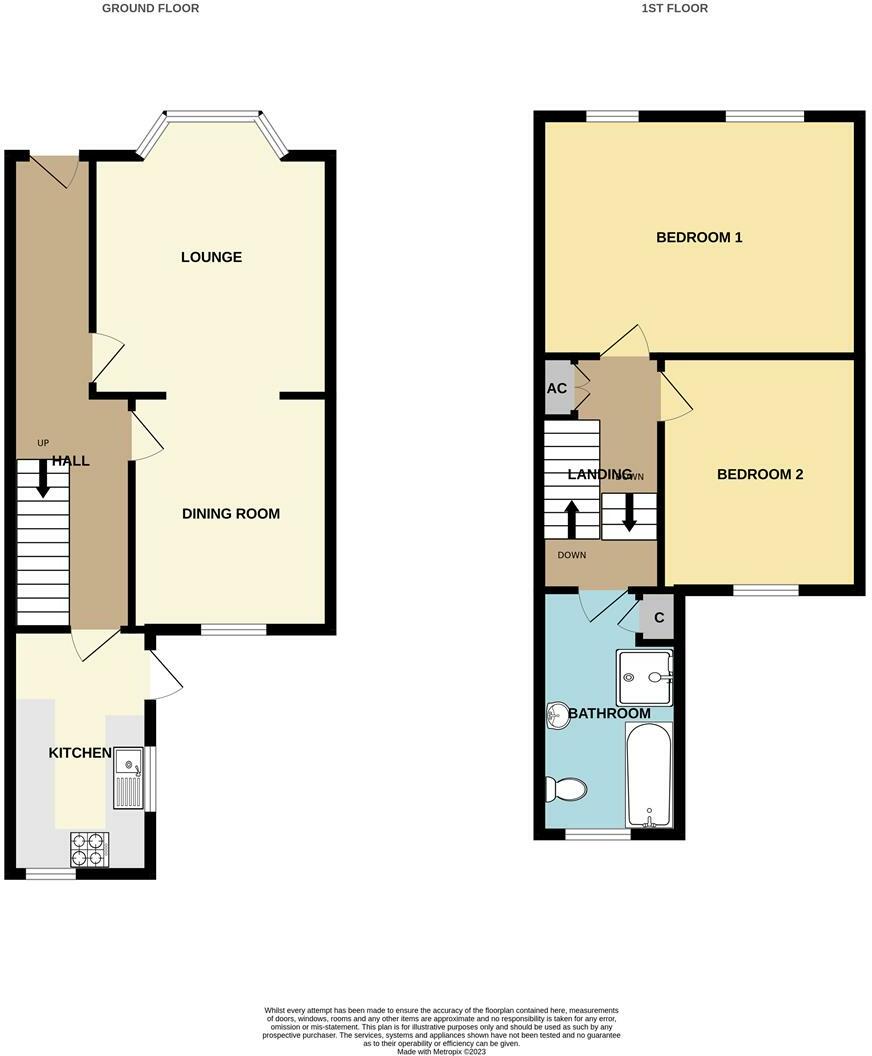 GROUND FLOOR
1ST FLOOR
LOUNGE
BEDROOM 1
AC
UP
HALL
LANDING
DOWN
BEDROOM 2
DINING ROOM
DOWN
C
BATHROOM
KITCHEN
Whilst every attempt has been made to ensure the accuracy of the floorplan contained here, measurements
of doors, windows, rooms and any other items are approximate and no responsibility is taken for any error,
omission or mis-statement. This plan is for illustrative purposes only and should be used as such by any
prospective purchaser. The services, systems and appliances shown have not been tested and no guarantee
as to their operability or efficiency can be given.
Made with Metropix ©2023